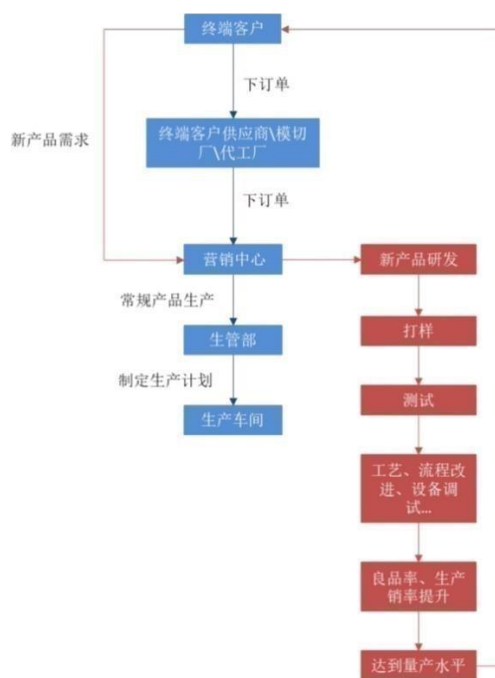 终端客户
下订单
新产品需求
终端客户供应商\模切
厂\代工厂
下订单
营销中心
新产品研发
常规产品生产
打样
生管部
制定生产计划
测试
生产车间
工艺、流程改
进、设备调
试...
良品率、生产
销率提升
达到量产水平